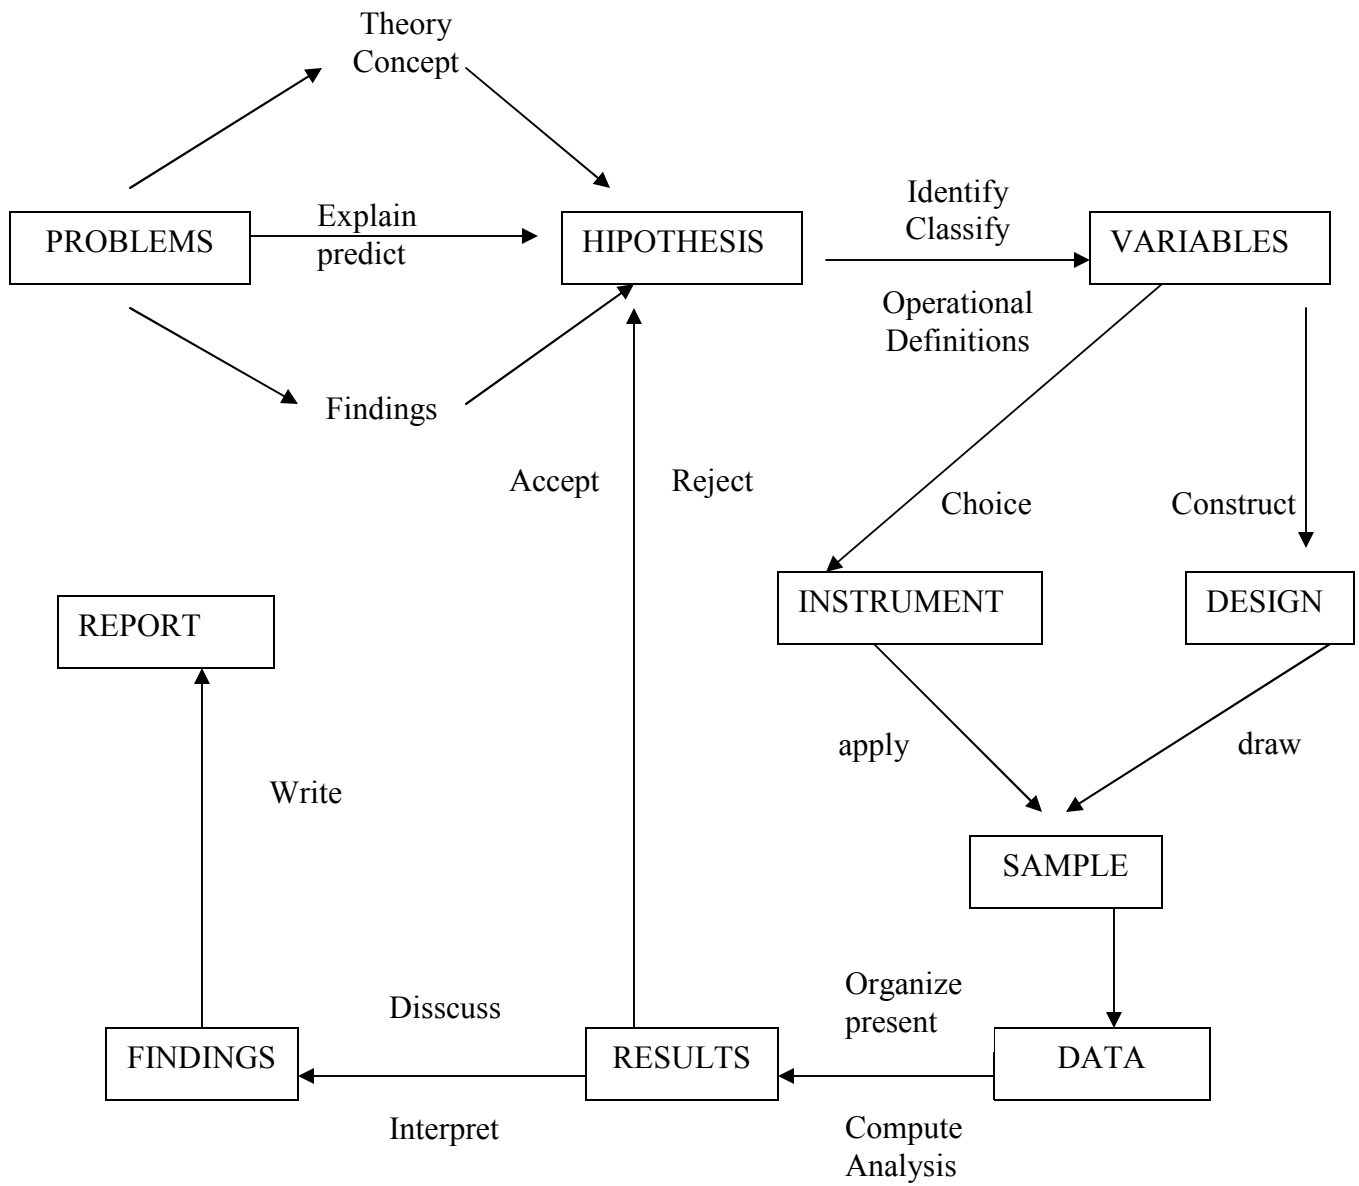 Theory
Concept
PROBLEMS
Explain
predict
HIPOTHESIS
Identify
Classify
VARIABLES
Operational
Definitions
Findings
Accept
Reject
Choice
Construct
INSTRUMENT
DESIGN
REPORT
apply
draw
Write
SAMPLE
Organize
present
Disscuss
FINDINGS
RESULTS
DATA
Interpret
Compute
Analysis